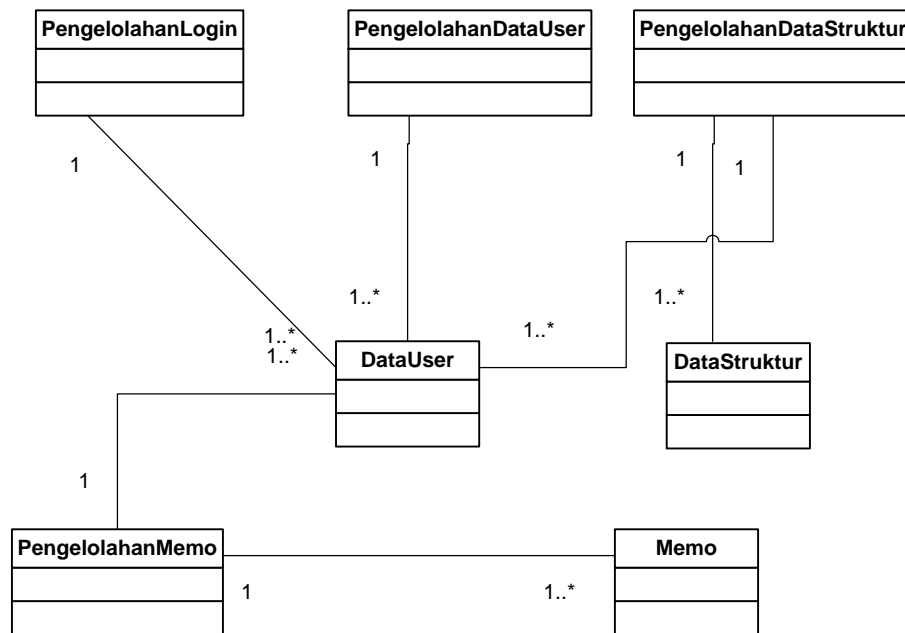 PengelolahanLogin
PengelolahanDataUser
PengelolahanDataStruktur
1
1
1
1
1..*
1..*
1..*
1..*
1..*
DataUser
DataStruktur
1
PengelolahanMemo
Memo
1
1..*